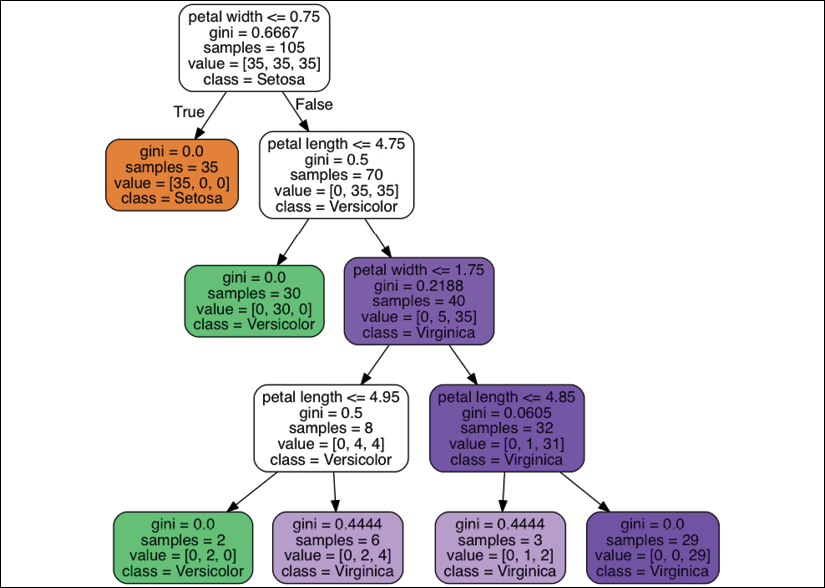 petal width <= 0.75
gini = 0.6667
samples = 105
value = [35, 35, 35]
class = Setosa
True
False
gini = 0.0
samples = 35
value = [35, 0, 0]
class = Setosa
petal length <= 4.75
gini = 0.5
samples = 70
value = [0, 35, 35]
class = Versicolor
gini = 0.0
samples = 30
value = [0, 30, 0]
class = Versicolor
petal width <= 1.75
gini = 0.2188
samples = 40
value = [0, 5, 35]
class = Virginica
petal length <= 4.95
gini = 0.5
samples = 8
value = [0, 4, 4]
class = Versicolor
petal length <= 4.85
gini = 0.0605
samples = 32
value = [0, 1, 31]
class = Virginica
gini = 0.0
samples = 2
value = [0, 2, 0]
class = Versicolor
gini = 0.4444
samples = 6
value = [0, 2, 4]
class = Virginica
gini = 0.4444
samples = 3
value = [0, 1, 2]
class = Virginica
gini = 0.0
samples = 29
value = [0, 0, 29]
class = Virginica